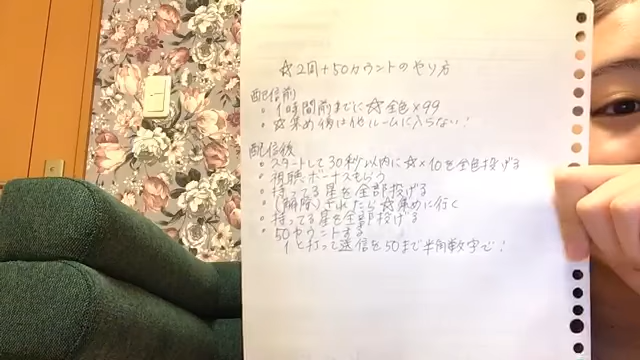 ☆2回+50カウントのやり方
配信前
・1時間前までに☆全色×99
・☆集め後は他ルームに入らない!
配信後
・スタートして30秒以内に☆×10を全色投げる
・視聴ボーナスもらう
・持ってる星を全部投げる
・(解除)されたら☆集めに行く
・持ってる星を全部投げる
・50カウントする
1と打って送信を50まで半角数字で!